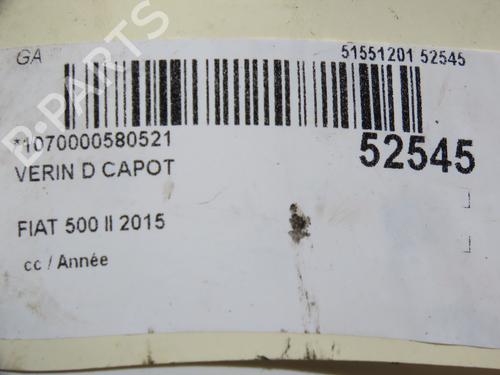 GA
51551201 52545
*1070000580521
52545
VERIN D CAPOT
FIAT 500 II 2015
cc / Année
B-PARTS